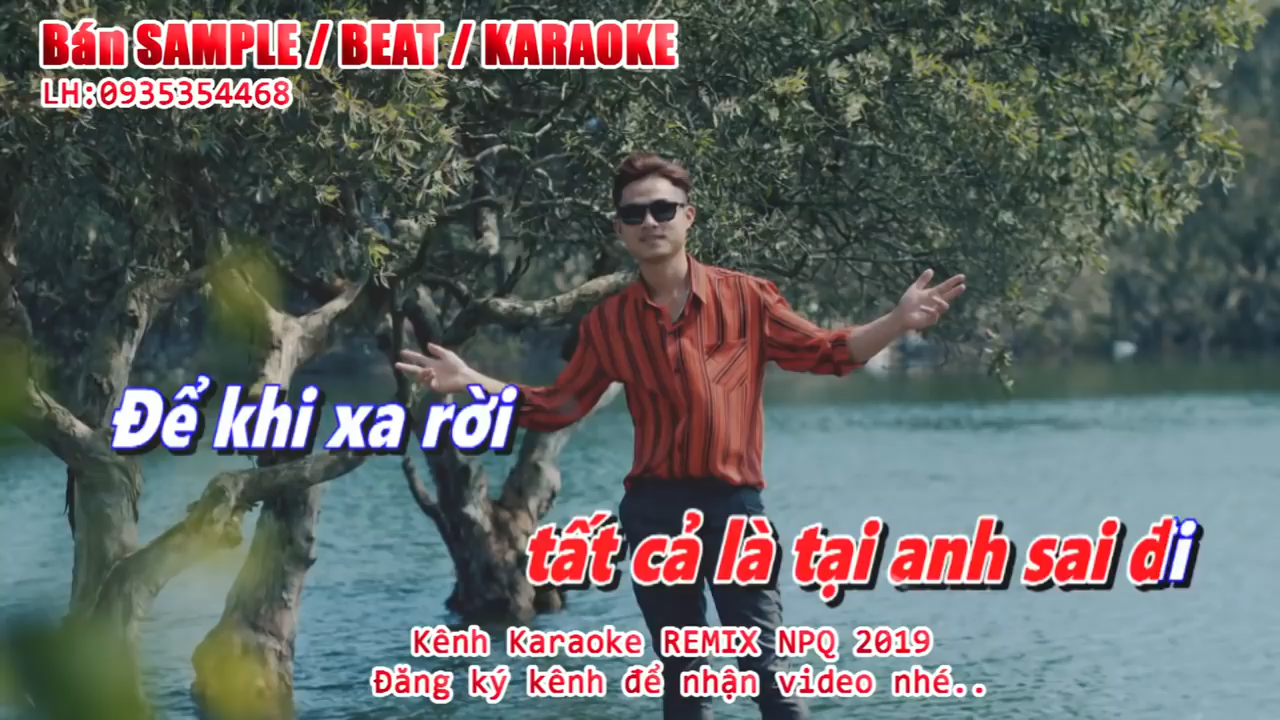 Bán SAMPLE / BEAT / KARAOKE
LH:0935354468
Để khi xa rời
tất cả là tại anh sai đi
Kênh Karaoke REMIX NPQ 2019
Đăng ký kênh để nhận video nhé..